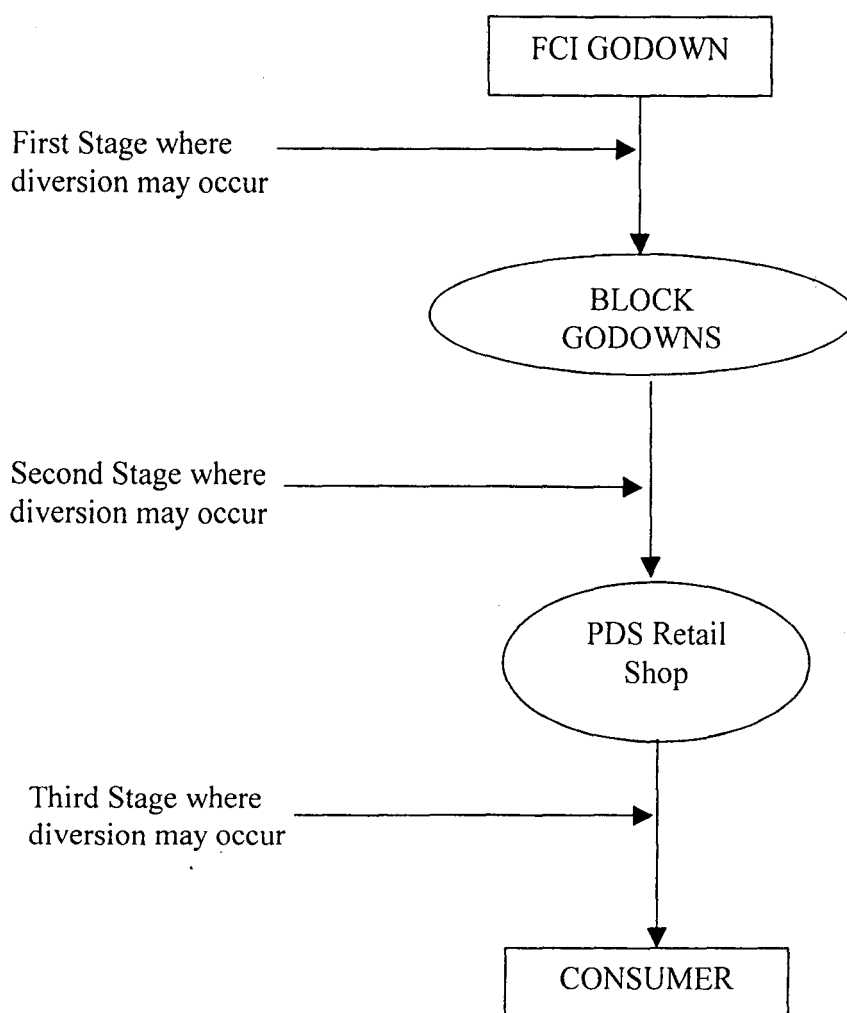 FCI GODOWN
First Stage where
diversion may occur
BLOCK
GODOWNS
Second Stage where
diversion may occur
PDS Retail
Shop
Third Stage where
diversion may occur
CONSUMER